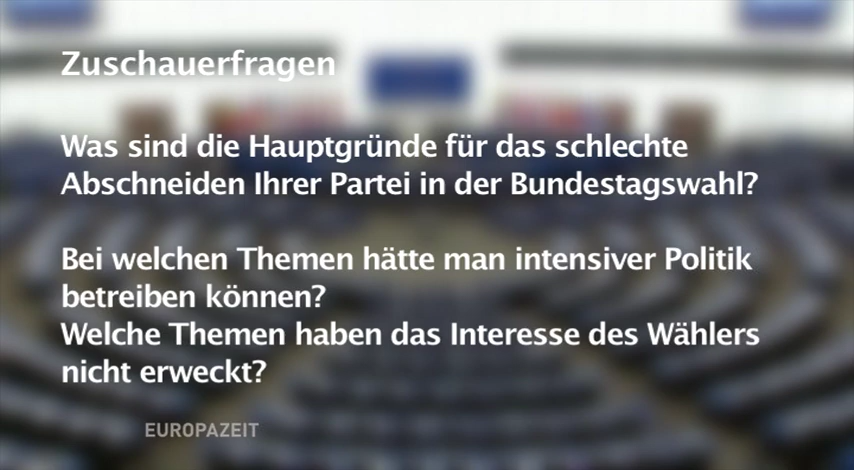 Zuschauerfragen
Was sind die Hauptgründe für das schlechte
Abschneiden Ihrer Partei in der Bundestagswahl?
Bei welchen Themen hätte man intensiver Politik
betreiben können?
Welche Themen haben das Interesse des Wählers
nicht erweckt?
EUROPAZEIT